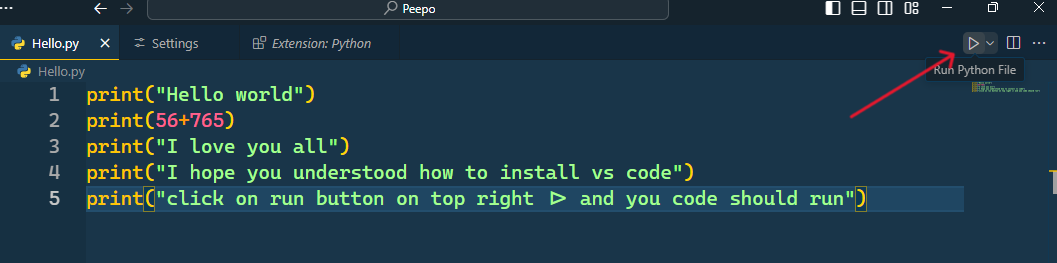 Peepo
Hello.py
Settings
Extension: Python
Hello.py
Run Python File
1 print("Hello world")
2 print(56+765)
3 print("I love you all")
4 print("I hope you understood how to install vs code")
5 print("click on run button on top right |> and you code should run")